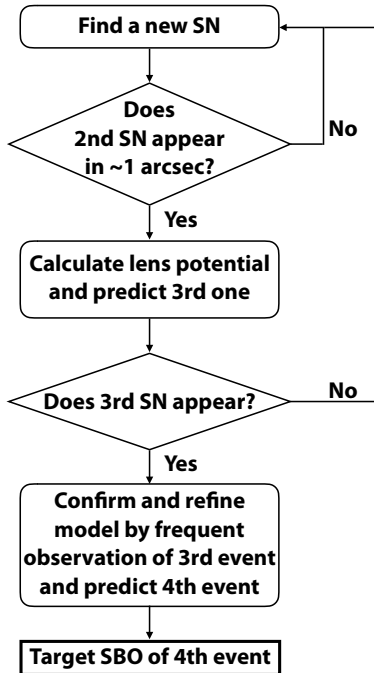 Find a new SN
Does
2nd SN appear
in ~1 arcsec?
No
Yes
Calculate lens potential
and predict 3rd one
Does 3rd SN appear?
No
Yes
Confirm and refine
model by frequent
observation of 3rd event
and predict 4th event
Target SBO of 4th event